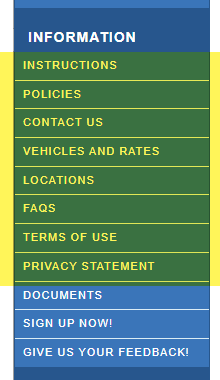 INFORMATION
INSTRUCTIONS
POLICIES
CONTACT US
VEHICLES AND RATES
LOCATIONS
FAQS
TERMS OF USE
PRIVACY STATEMENT
DOCUMENTS
SIGN UP NOW!
GIVE US YOUR FEEDBACK!